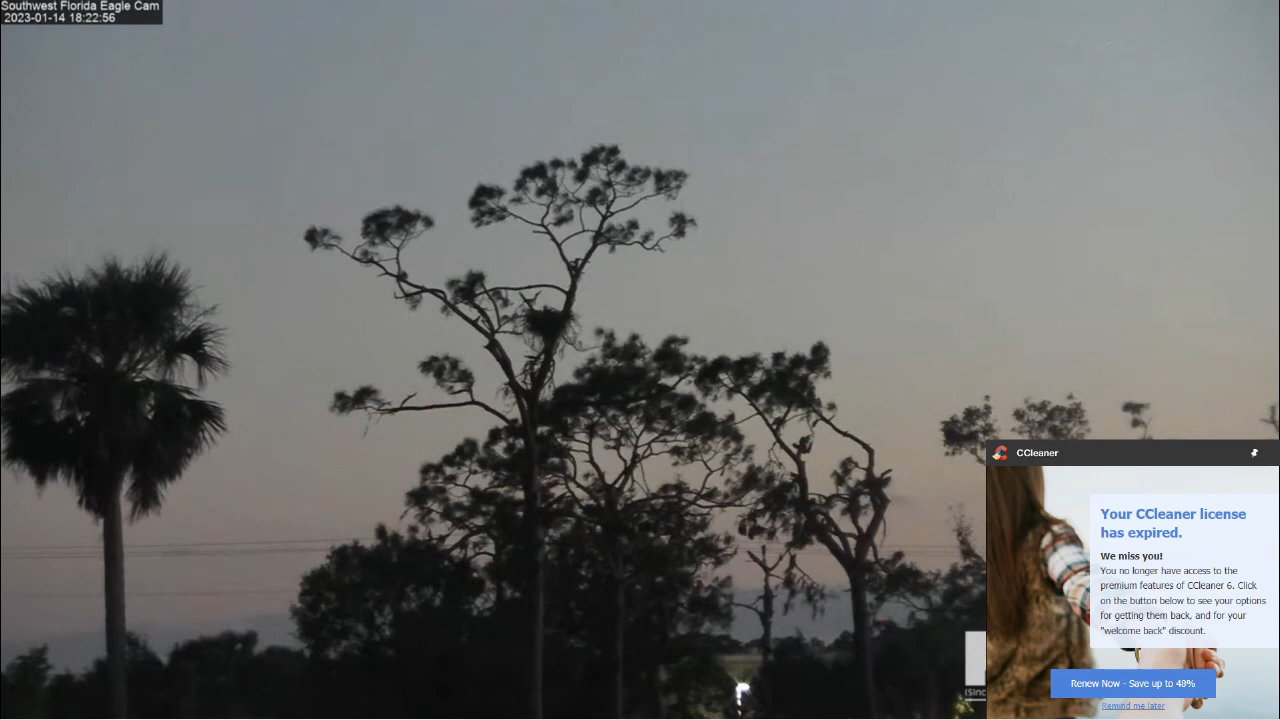 Southwest Florida Eagle Cam
2023-01-14 18:22:56
CCleaner
Your CCleaner license
has expired.
We miss you!
You no longer have access to the
premium features of CCleaner 6. Click
on the button below to see your options
for getting them back, and for your
"welcome back" discount.
(Sinc
Renew Now - Save up to 48%
Remind me later